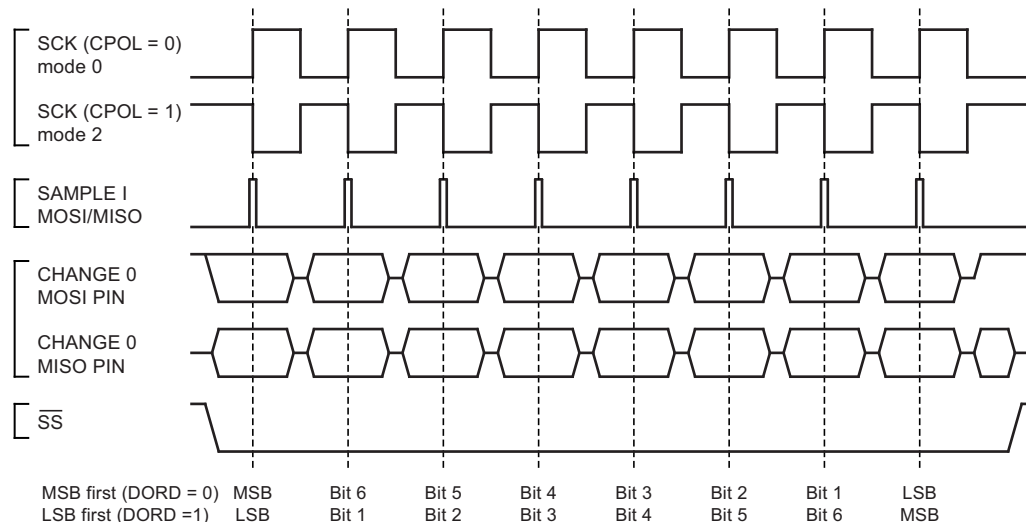 SCK (CPOL = 0)
mode 0
SCK (CPOL = 1)
mode 2
SAMPLE I
MOSI/MISO
CHANGE 0
MOSI PIN
CHANGE 0
MISO PIN
SS
MSB first (DORD = 0) MSB Bit 6 Bit 5 Bit 4 Bit 3 Bit 2 Bit 1 LSB
LSB first (DORD =1) LSB Bit 1 Bit 2 Bit 3 Bit 4 Bit 5 Bit 6 MSB